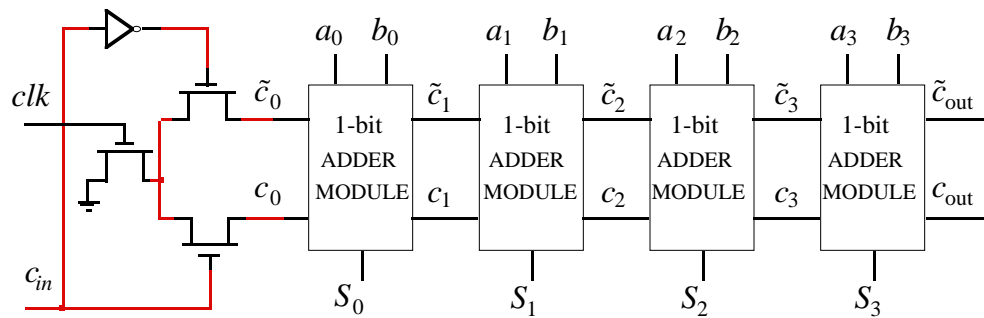 a₀ b₀ a₁ b₁ a₂ b₂ a₃ b₃
clk c̃₀ c̃₁ c̃₂ c̃₃ c̃out
1-bit
ADDER
MODULE
1-bit
ADDER
MODULE
1-bit
ADDER
MODULE
1-bit
ADDER
MODULE
c₀ c₁ c₂ c₃ cout
cin
S₀ S₁ S₂ S₃